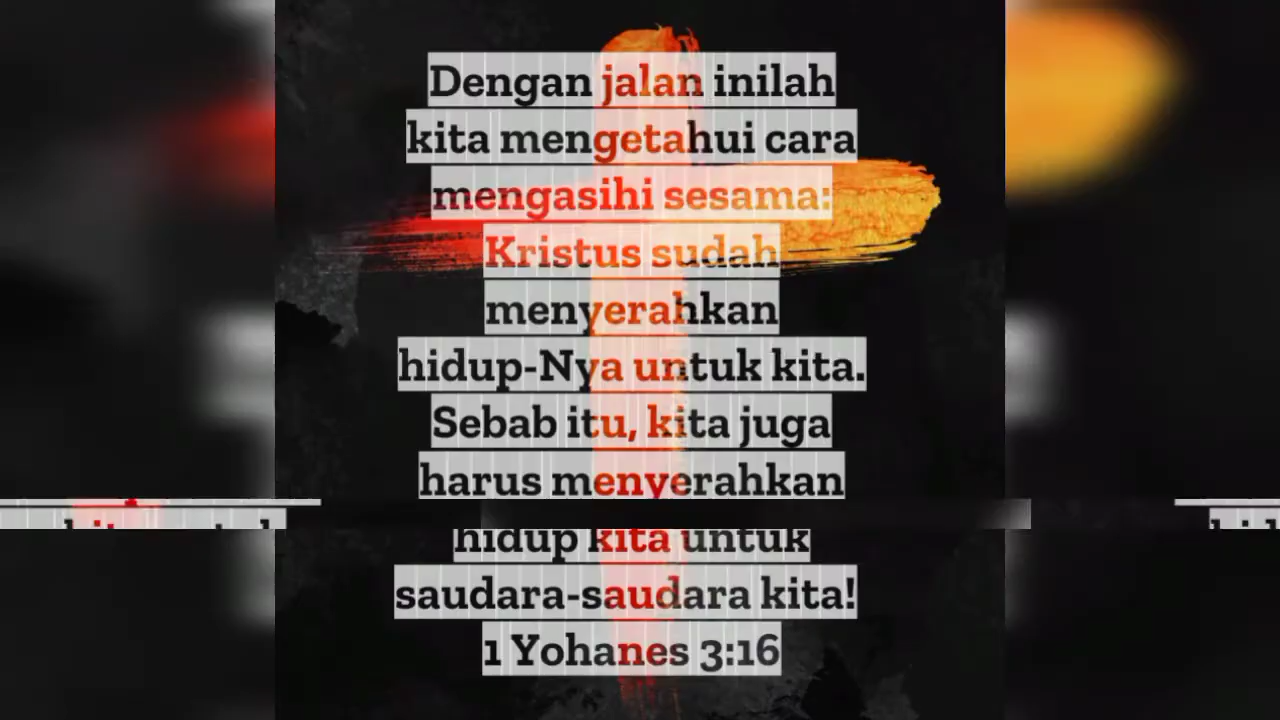 Dengan jalan inilah
kita mengetahui cara
mengasihi sesama:
Kristus sudah
menyerahkan
hidup-Nya untuk kita.
Sebab itu, kita juga
harus menyerahkan
hidup kita untuk
saudara-saudara kita!
1 Yohanes 3:16